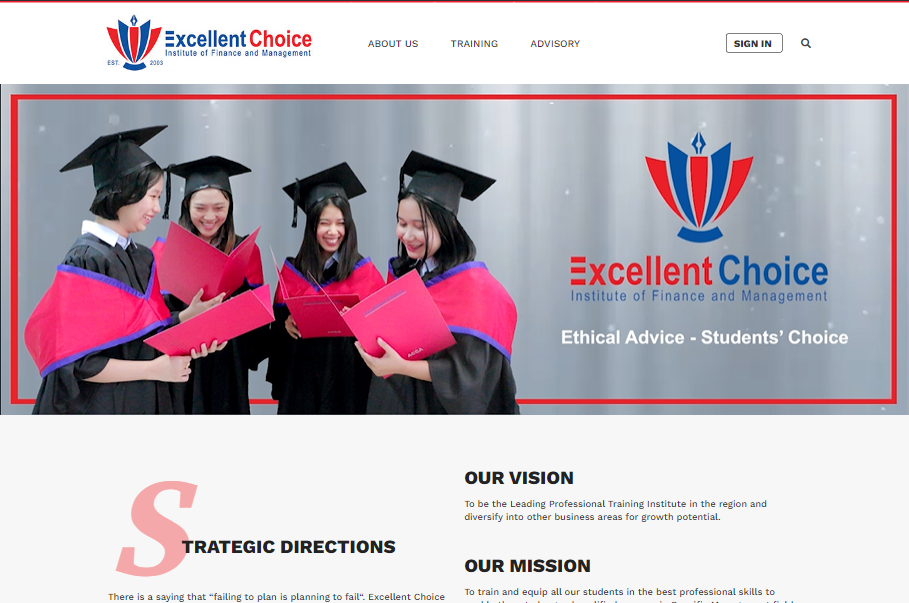 Excellent Choice
Institute of Finance and Management
EST. 2003
ABOUT US
TRAINING
ADVISORY
SIGN IN
Excellent Choice
Institute of Finance and Management
Ethical Advice - Students’ Choice
STRATEGIC DIRECTIONS
There is a saying that “failing to plan is planning to fail”. Excellent Choice
OUR VISION
To be the Leading Professional Training Institute in the region and
diversify into other business areas for growth potential.
OUR MISSION
To train and equip all our students in the best professional skills to